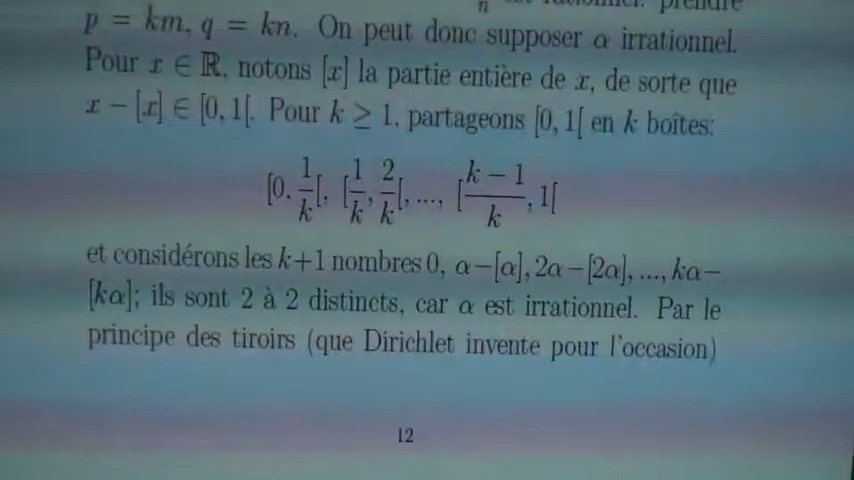 n est rationnel. prendre
p = km, q = kn. On peut donc supposer α irrationnel.
Pour x ∈ ℝ, notons [x] la partie entière de x, de sorte que
x − [x] ∈ [0, 1[. Pour k ≥ 1, partageons [0, 1[ en k boîtes:
[0, 1/k[, [1/k, 2/k[, ..., [k − 1/k, 1[
et considérons les k+1 nombres 0, α−[α], 2α−[2α], ..., kα−
[kα]; ils sont 2 à 2 distincts, car α est irrationnel. Par le
principe des tiroirs (que Dirichlet invente pour l'occasion)
12